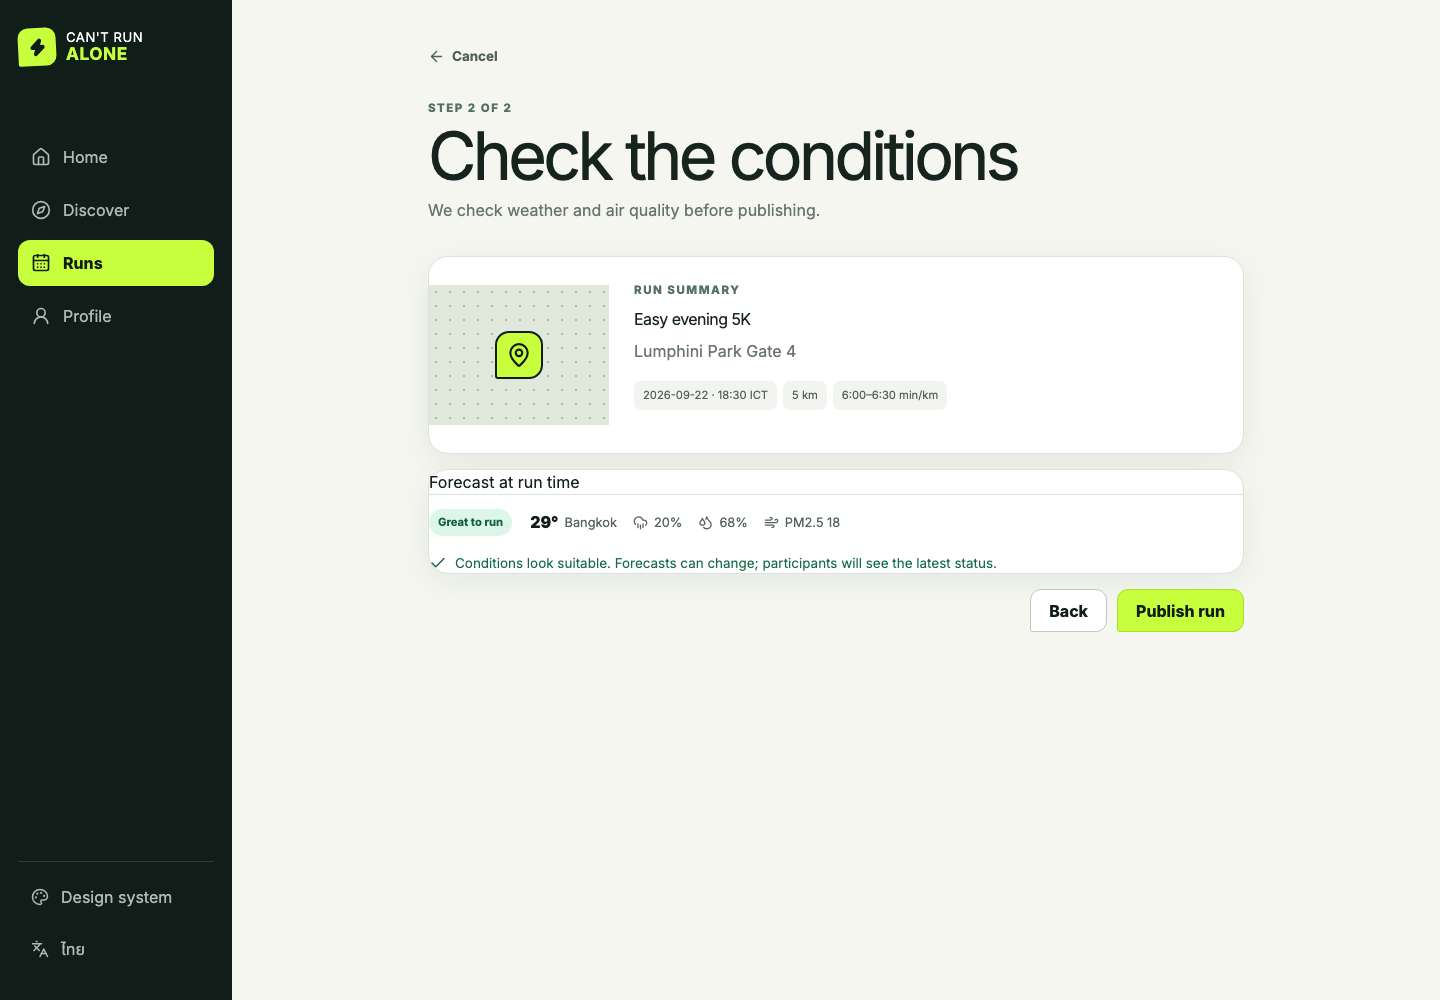 CAN'T RUN
ALONE
Home
Discover
Runs
Profile
Design system
ไทย
Cancel
STEP 2 OF 2
Check the conditions
We check weather and air quality before publishing.
RUN SUMMARY
Easy evening 5K
Lumphini Park Gate 4
2026-09-22 · 18:30 ICT 5 km 6:00–6:30 min/km
Forecast at run time
Great to run 29° Bangkok 20% 68% PM2.5 18
Conditions look suitable. Forecasts can change; participants will see the latest status.
Back Publish run